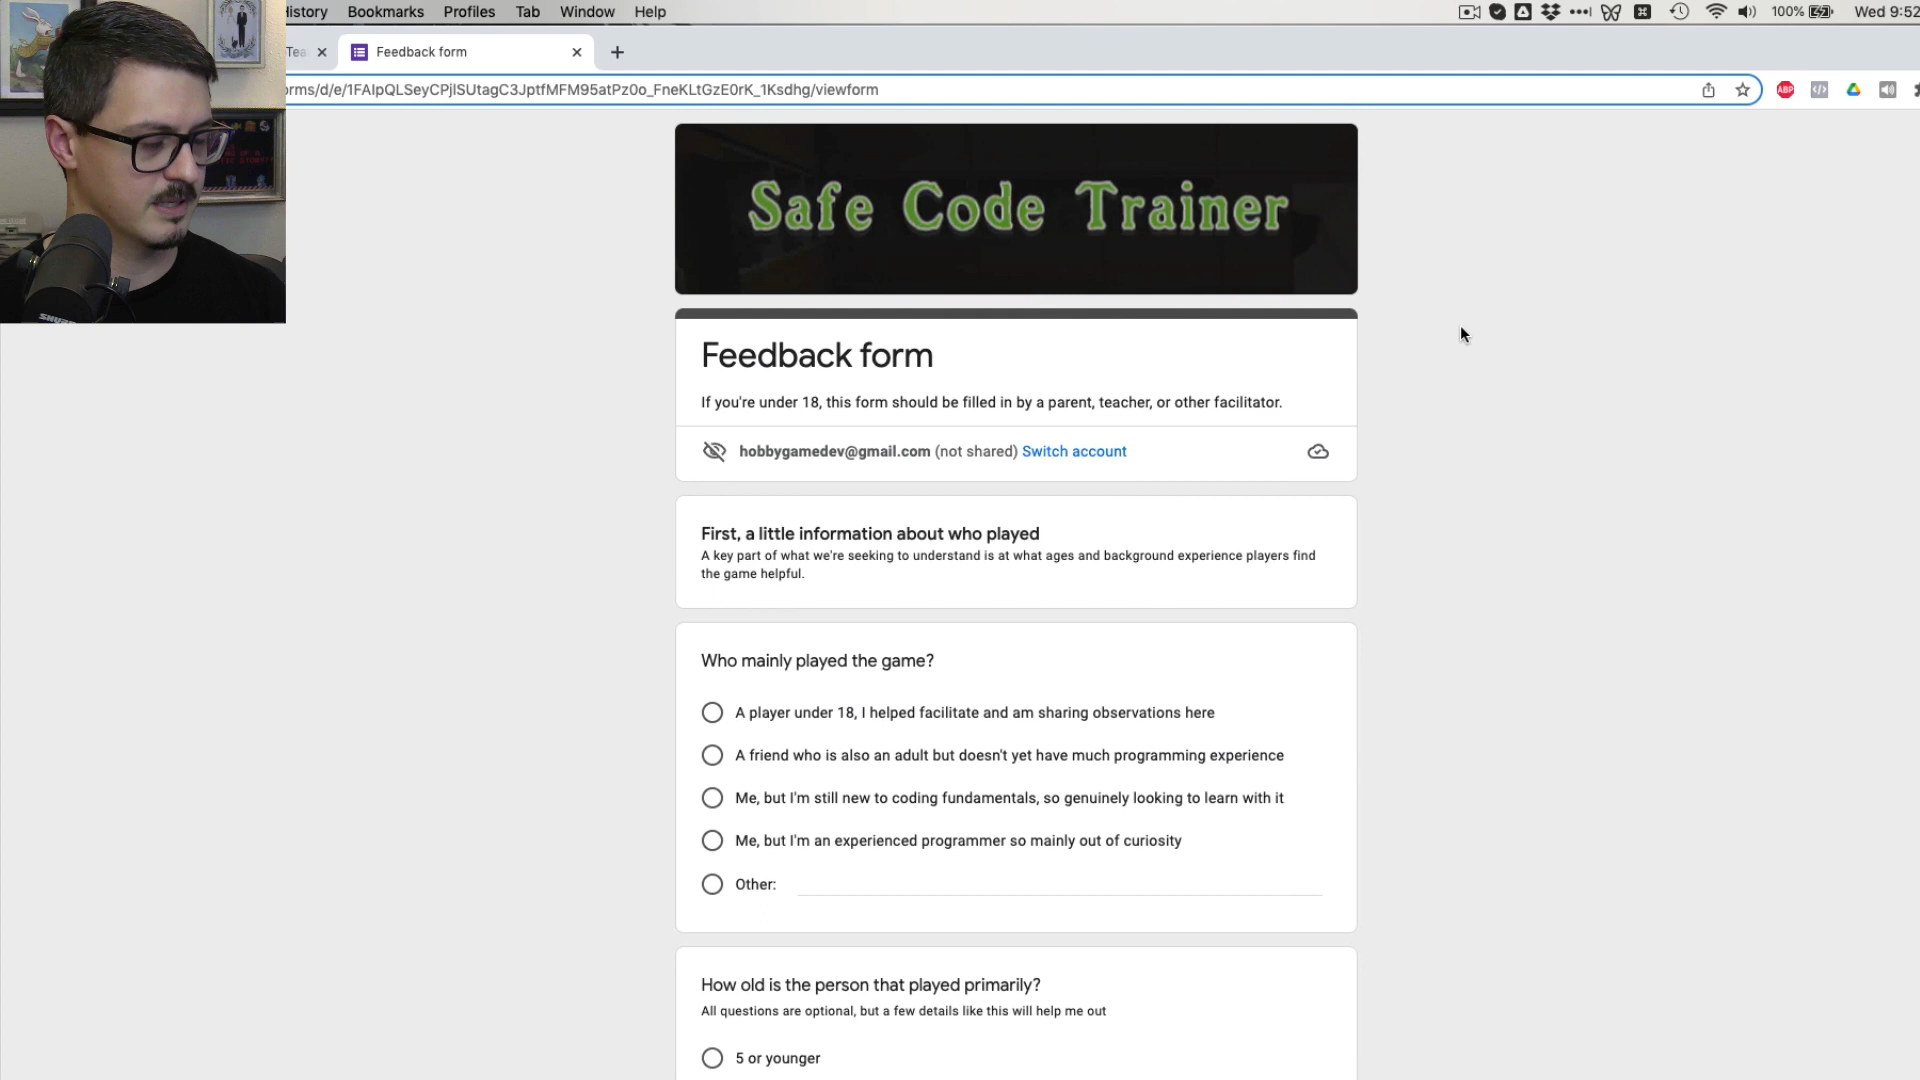 History Bookmarks Profiles Tab Window Help
100% Wed 9:52
Tea
Feedback form
orms/d/e/1FAIpQLSeyCPjlSUtagC3JptfMFM95atPz0o_FneKLtGzE0rK_1Ksdhg/viewform
ABP
Safe Code Trainer
Feedback form
If you're under 18, this form should be filled in by a parent, teacher, or other facilitator.
hobbygamedev@gmail.com (not shared) Switch account
First, a little information about who played
A key part of what we're seeking to understand is at what ages and background experience players find
the game helpful.
Who mainly played the game?
A player under 18, I helped facilitate and am sharing observations here
A friend who is also an adult but doesn't yet have much programming experience
Me, but I'm still new to coding fundamentals, so genuinely looking to learn with it
Me, but I'm an experienced programmer so mainly out of curiosity
Other:
How old is the person that played primarily?
All questions are optional, but a few details like this will help me out
5 or younger
SHURE